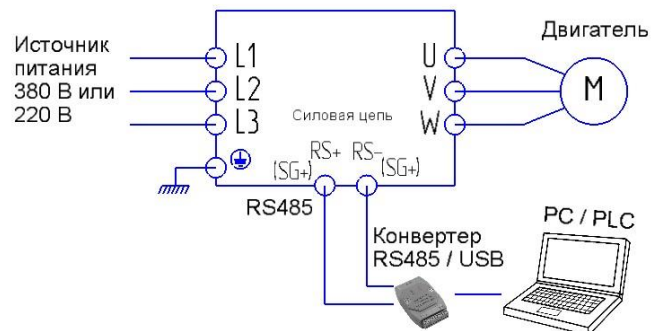 Источник
питания
380 В или
220 В
L1
L2
L3
Силовая цепь
U
V
W
Двигатель
M
RS+ RS-
(SG+) (SG+)
RS485
Конвертер
RS485 / USB
PC / PLC